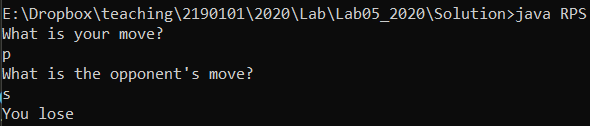 E:\Dropbox\teaching\2190101\2020\Lab\Lab05_2020\Solution>java RPS
What is your move?
p
What is the opponent's move?
s
You lose